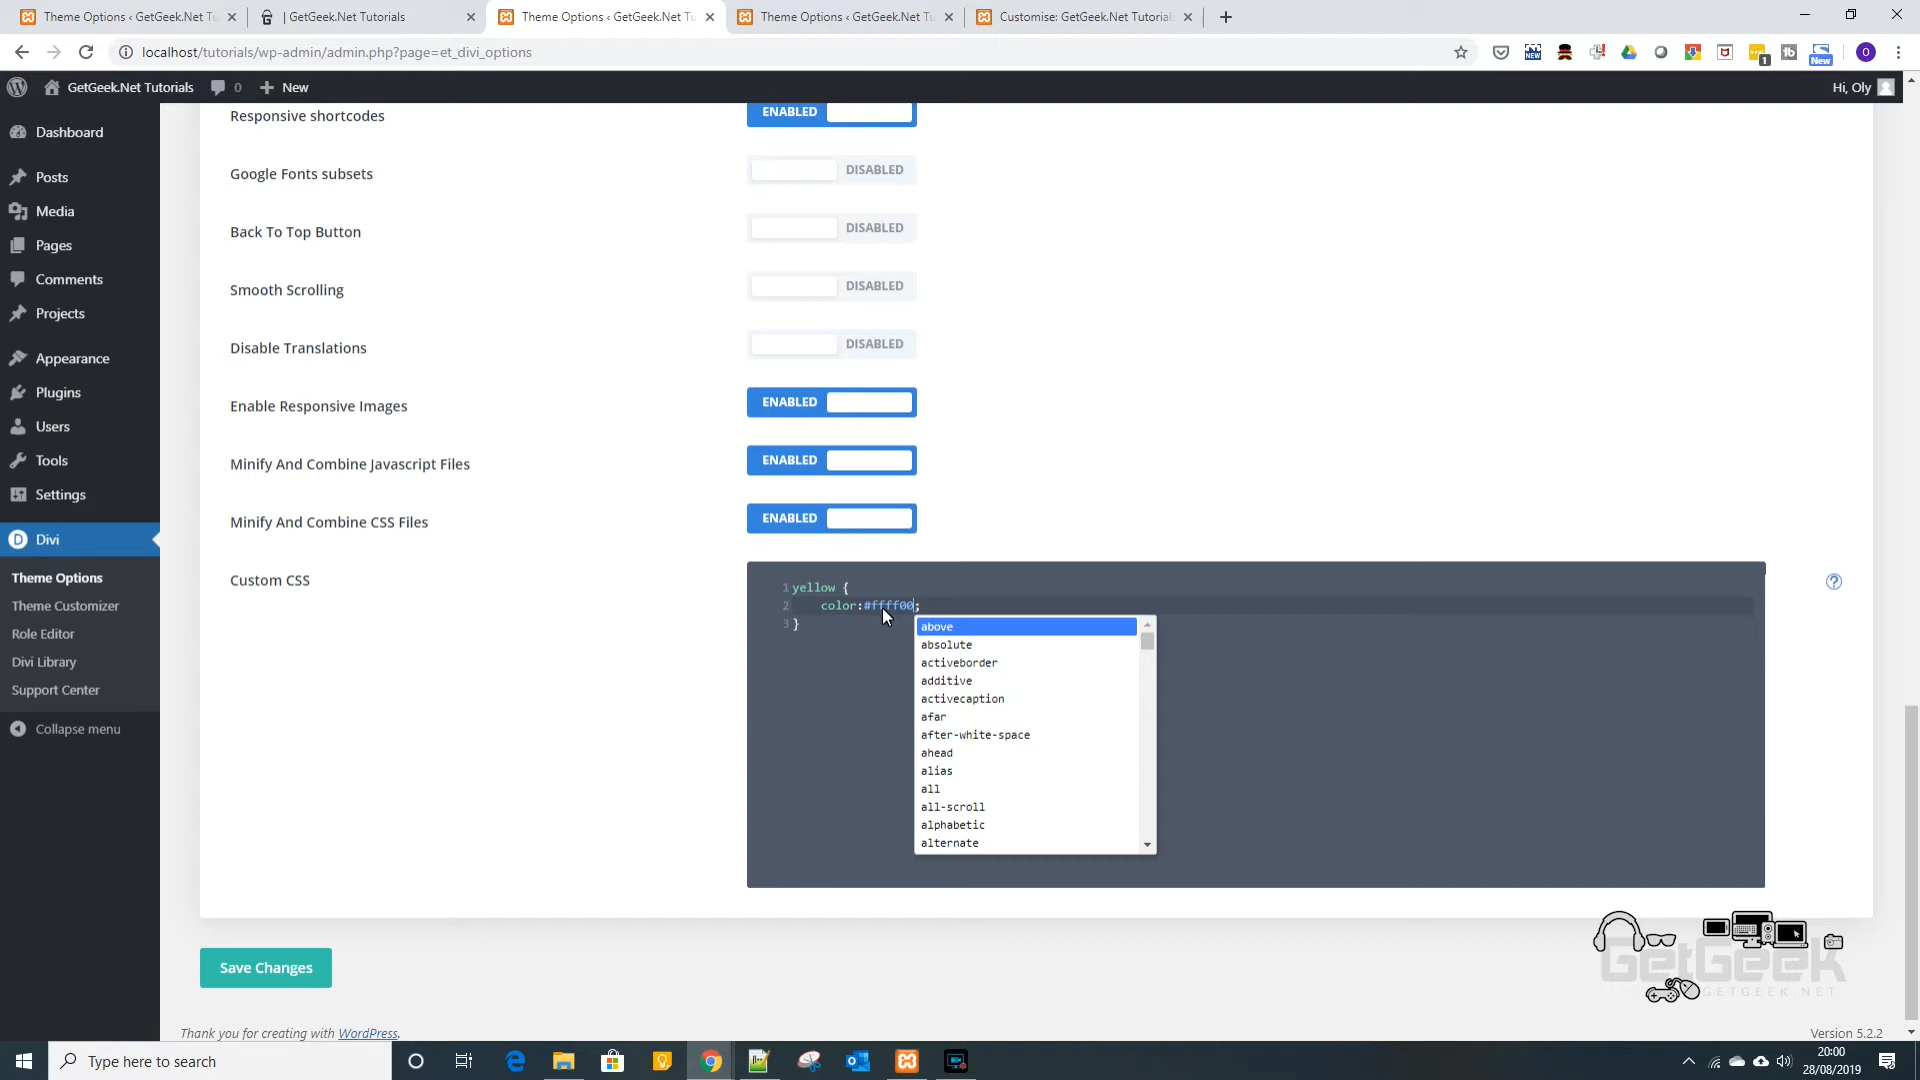 Theme Options ‹ GetGeek.Net Tu
| GetGeek.Net Tutorials
Theme Options ‹ GetGeek.Net Tu
Theme Options ‹ GetGeek.Net Tu
Customise: GetGeek.Net Tutorial
localhost/tutorials/wp-admin/admin.php?page=et_divi_options
NEW
1
tb
New
O
GetGeek.Net Tutorials
0
New
Hi, Oly
Dashboard
Posts
Media
Pages
Comments
Projects
Appearance
Plugins
Users
Tools
Settings
D Divi
Theme Options
Theme Customizer
Role Editor
Divi Library
Support Center
Collapse menu
Responsive shortcodes
ENABLED
Google Fonts subsets
DISABLED
Back To Top Button
DISABLED
Smooth Scrolling
DISABLED
Disable Translations
DISABLED
Enable Responsive Images
ENABLED
Minify And Combine Javascript Files
ENABLED
Minify And Combine CSS Files
ENABLED
Custom CSS
?
1 yellow {
2 color:#ffff00;
3 }
above
absolute
activeborder
additive
activecaption
afar
after-white-space
ahead
alias
all
all-scroll
alphabetic
alternate
Save Changes
GetGeek
GETGEEK.NET
Thank you for creating with WordPress.
Version 5.2.2
Type here to search
20:00
28/08/2019